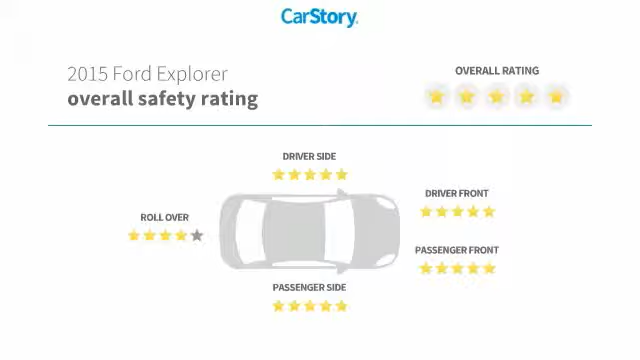 CarStory
2015 Ford Explorer
overall safety rating
OVERALL RATING
DRIVER SIDE
DRIVER FRONT
ROLL OVER
PASSENGER FRONT
PASSENGER SIDE